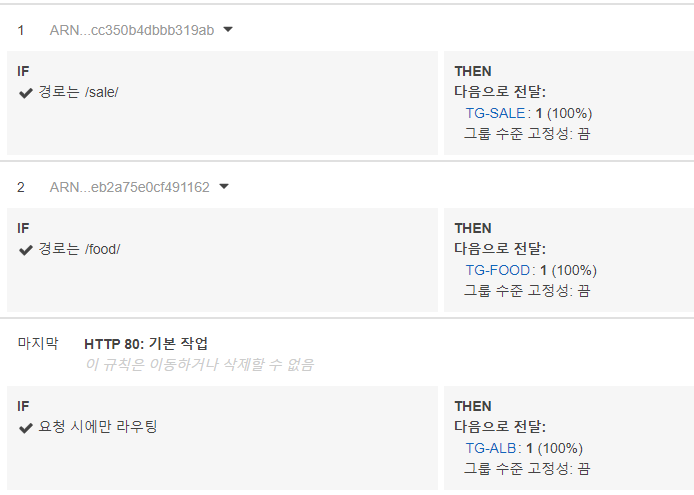 1 ARN...cc350b4dbbb319ab
IF
경로는 /sale/
THEN
다음으로 전달:
TG-SALE: 1 (100%)
그룹 수준 고정성: 끔
2 ARN...eb2a75e0cf491162
IF
경로는 /food/
THEN
다음으로 전달:
TG-FOOD: 1 (100%)
그룹 수준 고정성: 끔
마지막 HTTP 80: 기본 작업
이 규칙은 이동하거나 삭제할 수 없음
IF
요청 시에만 라우팅
THEN
다음으로 전달:
TG-ALB: 1 (100%)
그룹 수준 고정성: 끔